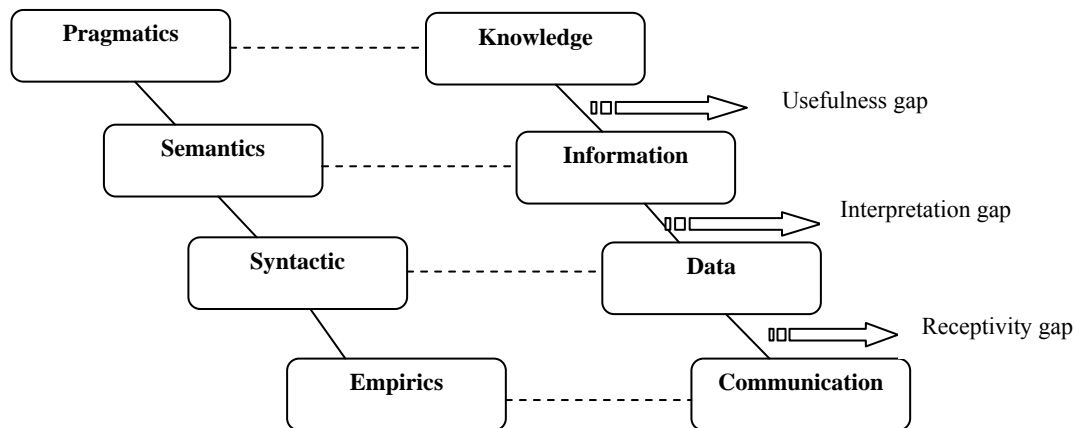 Pragmatics
Knowledge
Usefulness gap
Semantics
Information
Interpretation gap
Syntactic
Data
Receptivity gap
Empirics
Communication